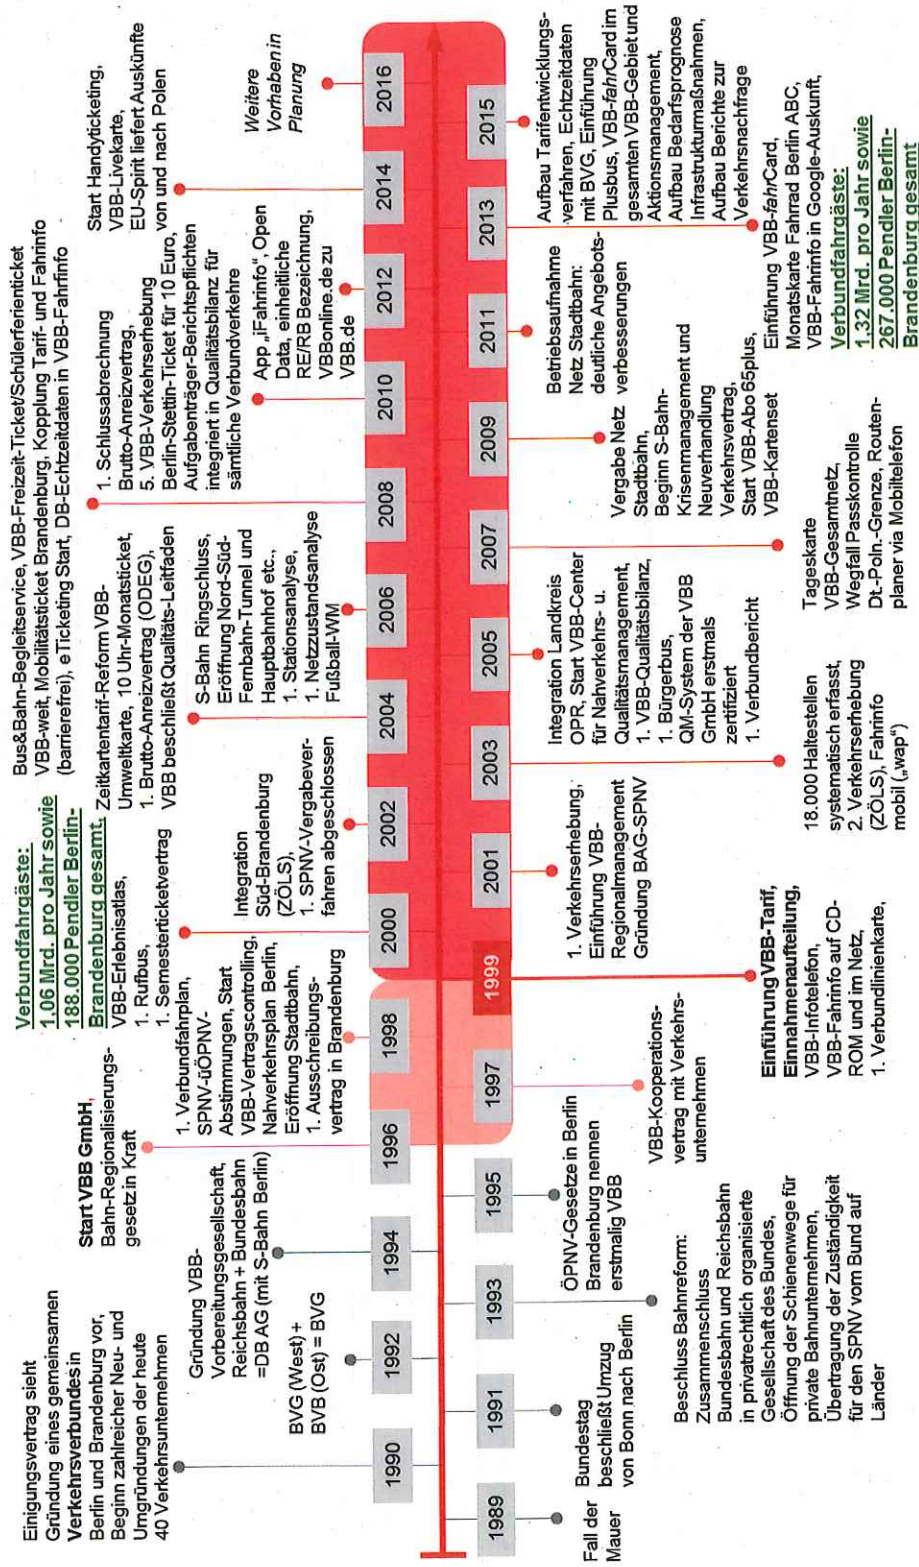 Einigungsvertrag sieht
Gründung eines gemeinsamen
Verkehrsverbundes in
Berlin und Brandenburg vor,
Beginn zahlreicher Neu- und
Umgründungen der heute
40 Verkehrsunternehmen
BVG (West) +
BVB (Ost) = BVG
Gründung VBB-
Vorbereitungsgesellschaft,
Reichsbahn + Bundesbahn
=DB AG (mit S-Bahn Berlin)
Start VBB GmbH,
Bahn-Regionalisierungs-
gesetz in Kraft
1. Verbundfahrplan,
SPNV-üÖPNV-
Abstimmungen, Start
VBB-Vertragscontrolling,
Nahverkehrsplan Berlin,
Eröffnung Stadtbahn,
1. Ausschreibungs-
vertrag in Brandenburg
Verbundfahrgäste:
1.06 Mrd. pro Jahr sowie
188.000 Pendler Berlin-
Brandenburg gesamt.
VBB-Erlebnisatlas,
1. Rufbus,
1. Semesterticketvertrag
Integration
Süd-Brandenburg
(ZÖLS),
1. SPNV-Vergabever-
fahren abgeschlossen
Zeitkartentarif-Reform VBB-
Umweltkarte, 10 Uhr-Monatsticket,
1. Brutto-Anreizvertrag (ODEG),
VBB beschließt Qualitäts-Leitfaden
S-Bahn Ringschluss,
Eröffnung Nord-Süd-
Fernbahn-Tunnel und
Hauptbahnhof etc.,
1. Stationsanalyse,
1. Netzzustandsanalyse
Fußball-WM
Bus&Bahn-Begleitservice, VBB-Freizeit-Ticket/Schülerferienticket
VBB-weit, Mobilitätsticket Brandenburg, Kopplung Tarif- und Fahrinfo
(barrierefrei), eTicketing Start, DB-Echtzeitdaten in VBB-Fahrfinfo
1. Schlussabrechnung
Brutto-Anreizvertrag,
5. VBB-Verkehrserhebung
Berlin-Stettin-Ticket für 10 Euro,
Aufgabenträger-Berichtspflichten
integriert in Qualitätsbilanz für
sämtliche Verbundverkehre
App „iFahrinfo“, Open
Data, einheitliche
RE/RB Bezeichnung,
VBBonline.de zu
VBB.de
Start Handyticketing,
VBB-Livekarte,
EU-Spirit liefert Auskünfte
von und nach Polen
Weitere
Vorhaben in
Planung
1990
1992
1994
1996
1998
2000
2002
2004
2006
2008
2010
2012
2014
2016
1989
1991
1993
1995
1997
1999
2001
2003
2005
2007
2009
2011
2013
2015
Fall der
Mauer
Bundestag
beschließt Umzug
von Bonn nach Berlin
Beschluss Bahnreform:
Zusammenschluss
Bundesbahn und Reichsbahn
in privatrechtlich organisierte
Gesellschaft des Bundes,
Öffnung der Schienenwege für
private Bahnunternehmen,
Übertragung der Zuständigkeit
für den SPNV vom Bund auf
Länder
ÖPNV-Gesetze in Berlin
Brandenburg nennen
erstmalig VBB
VBB-Kooperations-
vertrag mit Verkehrs-
unternehmen
Einführung VBB-Tarif,
Einnahmenaufteilung,
VBB-Infotelefon,
VBB-Fahrinfo auf CD-
ROM und im Netz,
1. Verbundlinienkarte,
1. Verkehrserhebung,
Einführung VBB-
Regionalmanagement
Gründung BAG-SPNV
18.000 Haltestellen
systematisch erfasst,
2. Verkehrserhebung
(ZÖLS), Fahrinfo
mobil („wap“)
Integration Landkreis
OPR, Start VBB-Center
für Nahverkehrs- u.
Qualitätsmanagement,
1. VBB-Qualitätsbilanz,
1. Bürgerbus,
QM-System der VBB
GmbH erstmals
zertifiziert
1. Verbundbericht
Tageskarte
VBB-Gesamtnetz,
Wegfall Passkontrolle
Dt.-Poln.-Grenze, Routen-
planer via Mobiltelefon
Vergabe Netz
Stadtbahn,
Beginn S-Bahn-
Krisenmanagement und
Neuverhandlung
Verkehrsvertrag,
Start VBB-Abo 65plus,
VBB-Kartenset
Betriebaufnahme
Netz Stadtbahn:
deutliche Angebots-
verbesserungen
Einführung VBB-fahrCard,
Monatskarte Fahrrad Berlin ABC,
VBB-Fahrinfo in Google-Auskunft,
Verbundfahrgäste:
1,32 Mrd. pro Jahr sowie
267.000 Pendler Berlin-
Brandenburg gesamt
Aufbau Tarifentwicklungs-
verfahren, Echtzeitdaten
mit BVG, Einführung
Plusbus, VBB-fahrCard im
gesamten VBB-Gebiet und
Aktionsmanagement,
Aufbau Bedarfsprognose
Infrastrukturmaßnahmen,
Aufbau Berichte zur
Verkehrsnachfrage